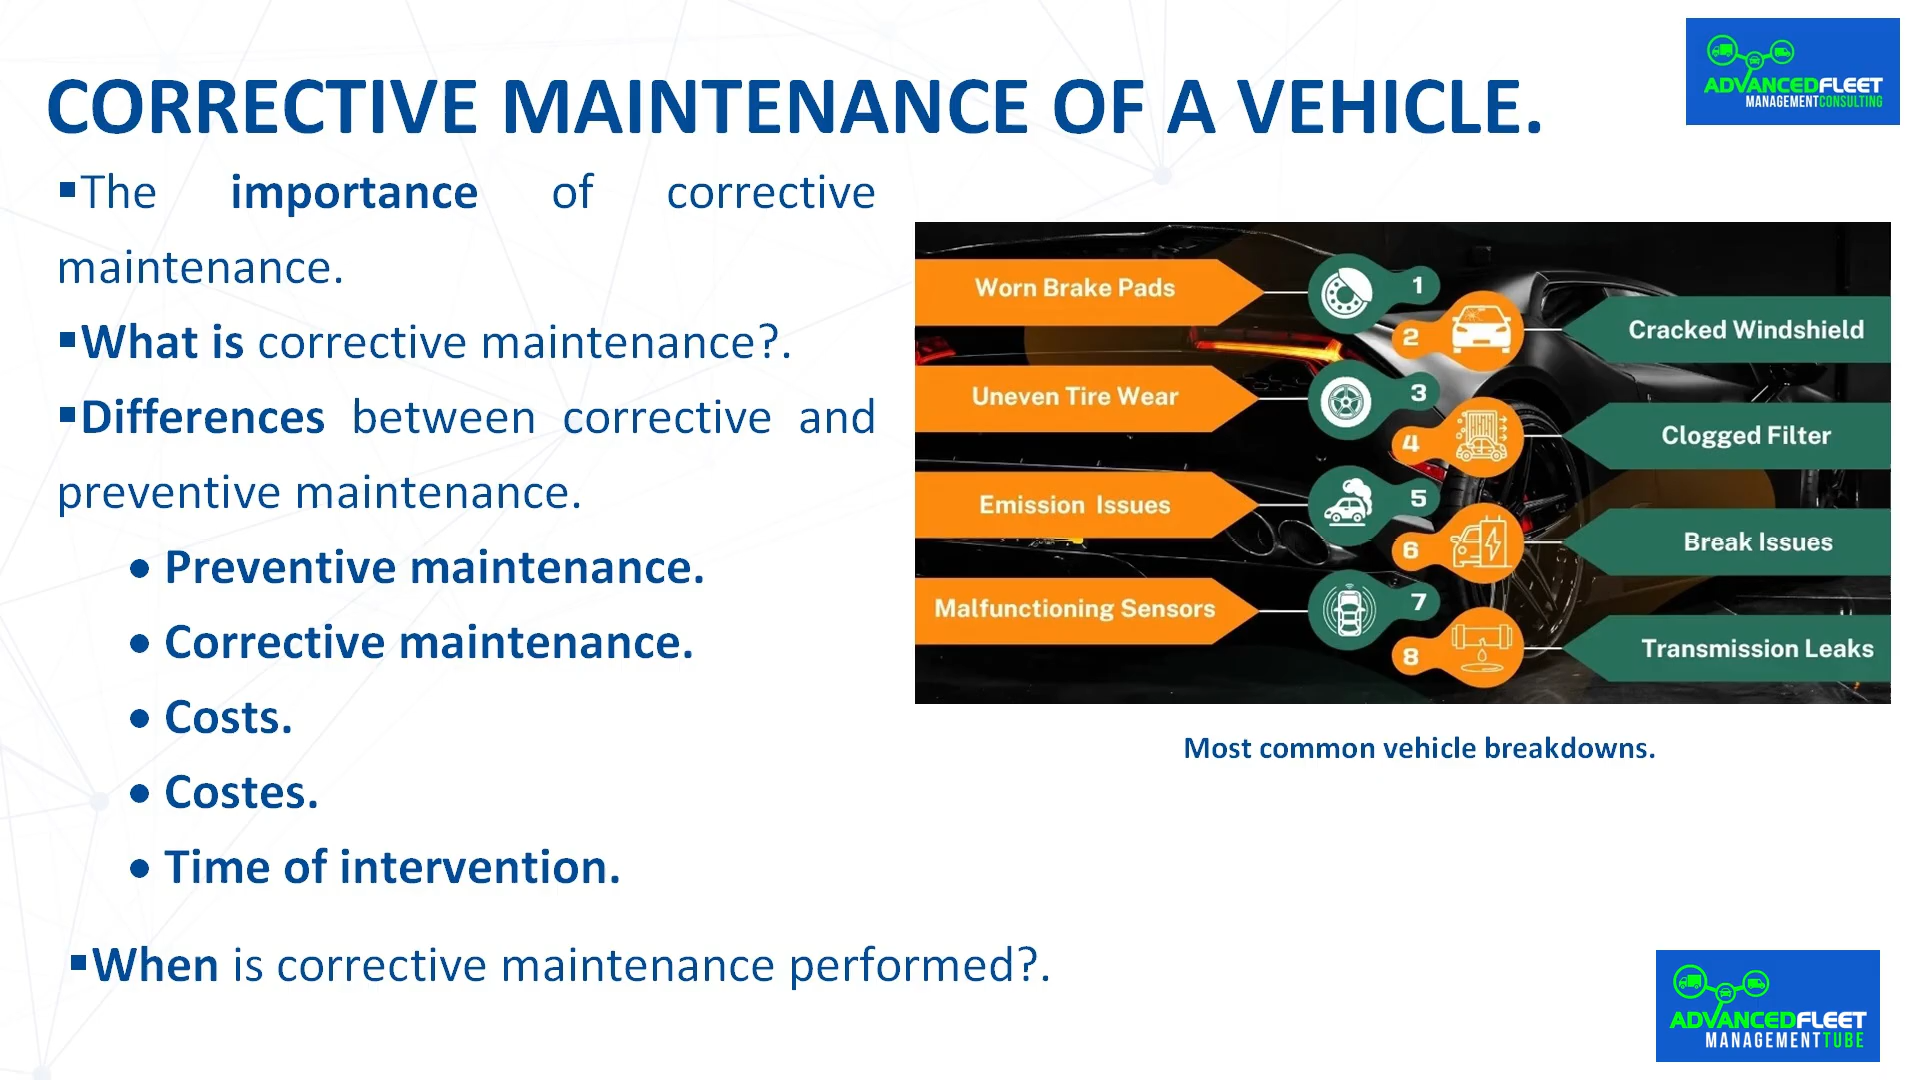 CORRECTIVE MAINTENANCE OF A VEHICLE.
ADVANCEDFLEET
MANAGEMENTCONSULTING
▪The importance of corrective
maintenance.
▪What is corrective maintenance?.
▪Differences between corrective and
preventive maintenance.
• Preventive maintenance.
• Corrective maintenance.
• Costs.
• Costes.
• Time of intervention.
▪When is corrective maintenance performed?.
Worn Brake Pads
1
2
Cracked Windshield
Uneven Tire Wear
3
4
Clogged Filter
Emission Issues
5
6
Break Issues
Malfunctioning Sensors
7
8
Transmission Leaks
Most common vehicle breakdowns.
ADVANCEDFLEET
MANAGEMENTTUBE